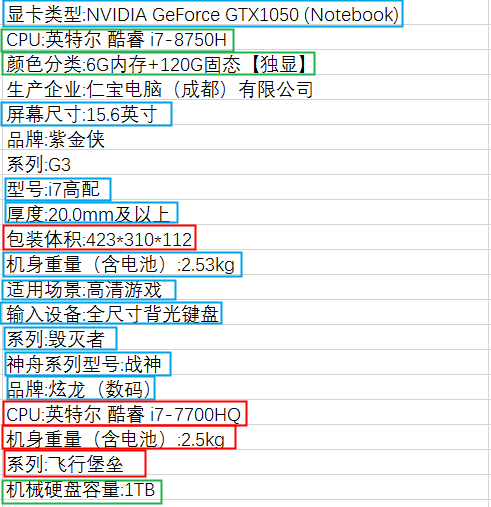 显卡类型:NVIDIA GeForce GTX1050 (Notebook)
CPU:英特尔 酷睿 i7-8750H
颜色分类:6G内存+120G固态【独显】
生产企业:仁宝电脑（成都）有限公司
屏幕尺寸:15.6英寸
品牌:紫金侠
系列:G3
型号:i7高配
厚度:20.0mm及以上
包装体积:423*310*112
机身重量（含电池）:2.53kg
适用场景:高清游戏
输入设备:全尺寸背光键盘
系列:毁灭者
神舟系列型号:战神
品牌:炫龙（数码）
CPU:英特尔 酷睿 i7-7700HQ
机身重量（含电池）:2.5kg
系列:飞行堡垒
机械硬盘容量:1TB